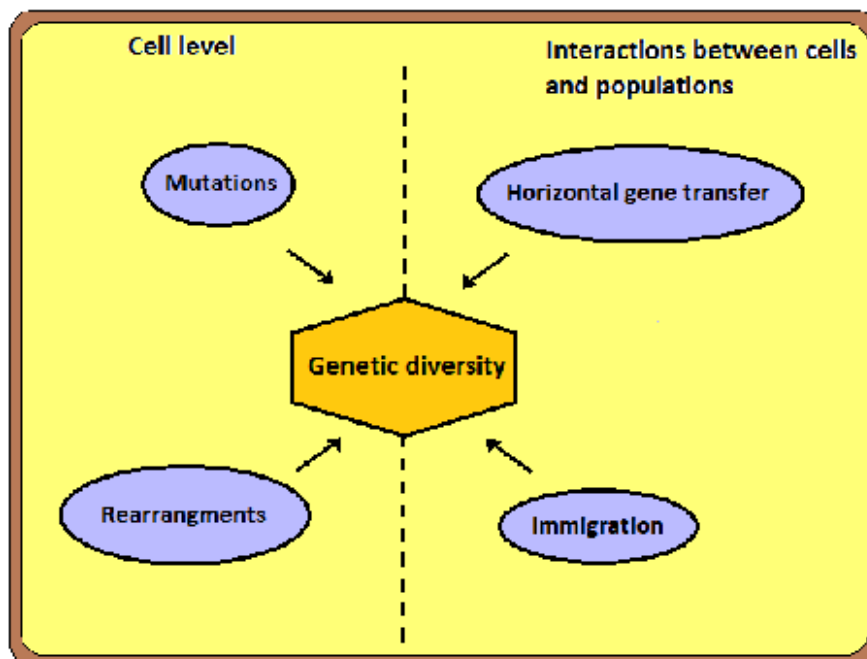 Cell level
Interactions between cells
and populations
Mutations
Horizontal gene transfer
Genetic diversity
Rearrangments
Immigration